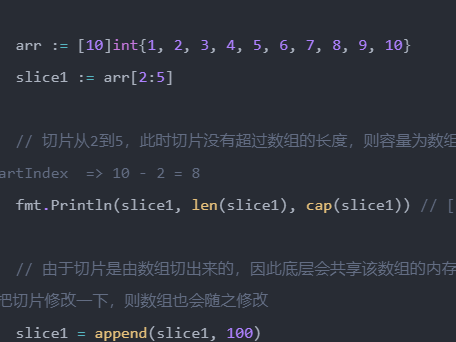 arr := [10]int{1, 2, 3, 4, 5, 6, 7, 8, 9, 10}
slice1 := arr[2:5]
// 切片从2到5，此时切片没有超过数组的长度，则容量为数组
artIndex  => 10 - 2 = 8
fmt.Println(slice1, len(slice1), cap(slice1)) // [
// 由于切片是由数组切出来的，因此底层会共享该数组的内存
把切片修改一下，则数组也会随之修改
slice1 = append(slice1, 100)